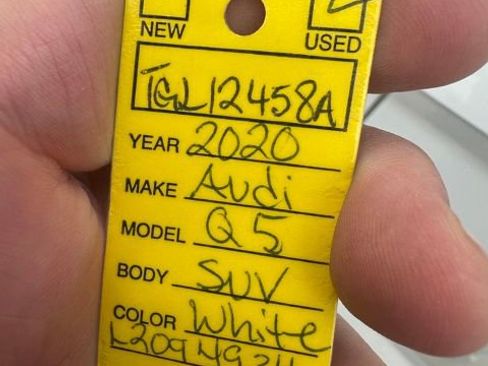 NEW USED
TGL12458A
YEAR 2020
MAKE Audi
MODEL Q5
BODY SUV
COLOR White